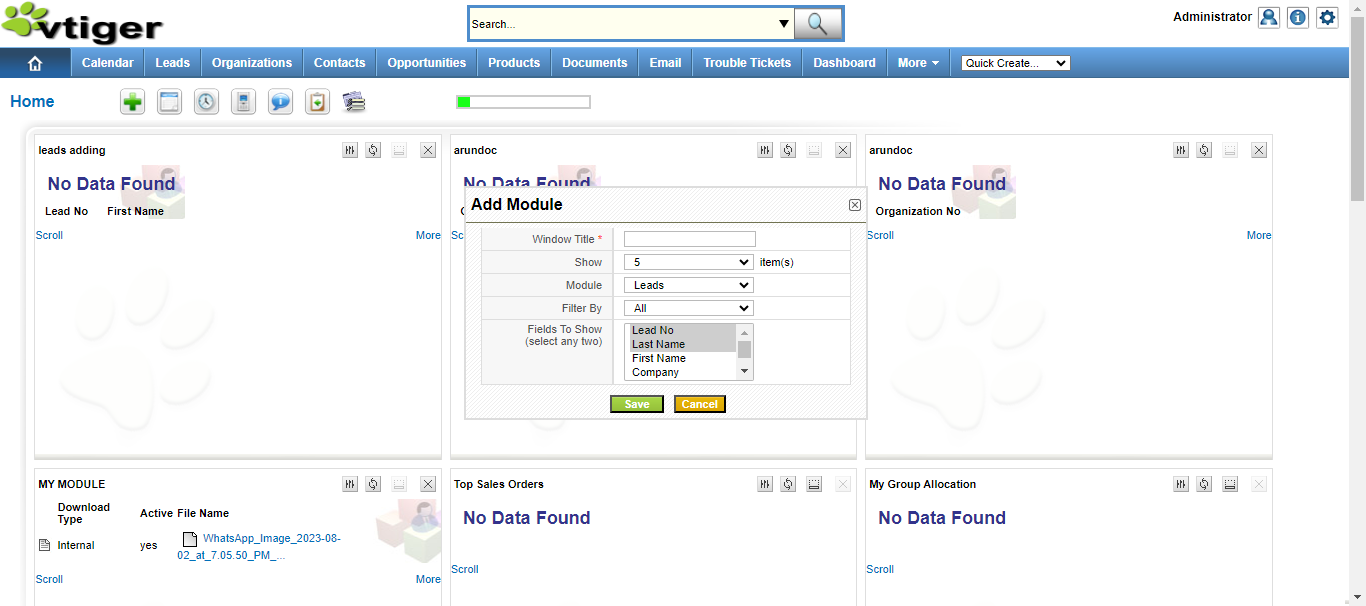 vtiger
Search...
Administrator
Calendar Leads Organizations Contacts Opportunities Products Documents Email Trouble Tickets Dashboard More Quick Create...
Home
leads adding
No Data Found
Lead No First Name
Scroll More
arundoc
No Data Found
Sc
arundoc
No Data Found
Organization No
Scroll More
Add Module
Window Title *
Show 5 item(s)
Module Leads
Filter By All
Fields To Show
(select any two)
Lead No
Last Name
First Name
Company
Save Cancel
MY MODULE
Download
Type
Active File Name
Internal yes WhatsApp_Image_2023-08-
02_at_7.05.50_PM_...
Scroll More
Top Sales Orders
No Data Found
Scroll
My Group Allocation
No Data Found
Scroll